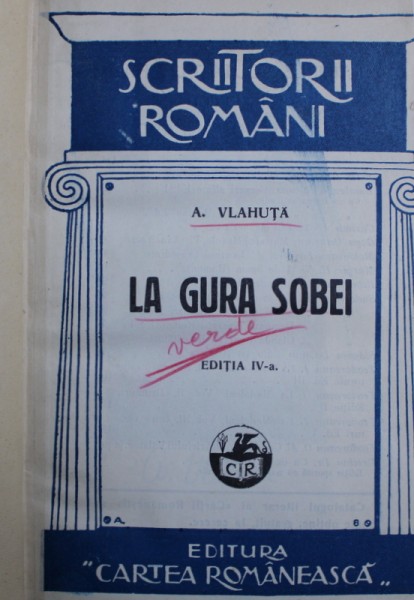 SCRIITORII
ROMÂNI
A. VLAHUȚĂ
LA GURA SOBEI
verde
EDIȚIA IV-a.
C R
EDITURA
"CARTEA ROMÂNEASCĂ„